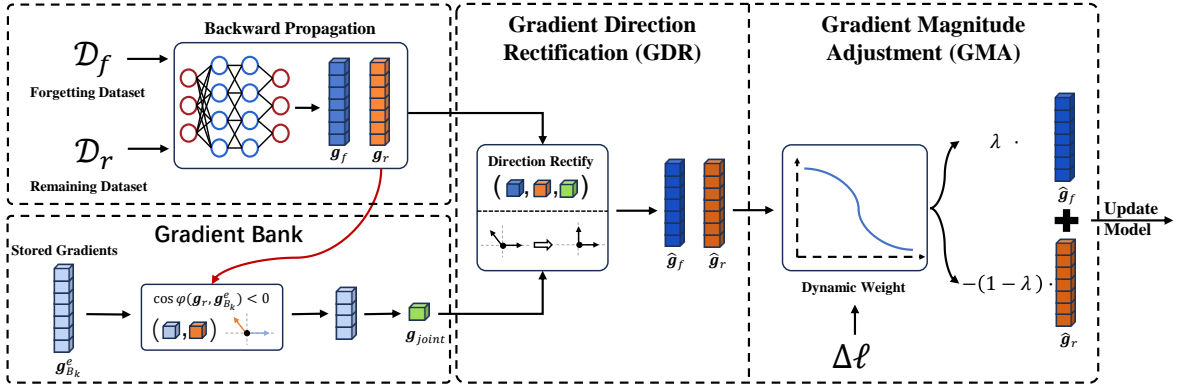 Backward Propagation
𝒟_f
Forgetting Dataset
𝒟_r
Remaining Dataset
g_f g_r
Gradient Bank
Stored Gradients
g^e_{B_k}
cos φ(g_r, g^e_{B_k}) < 0
( , )
g_{joint}
Gradient Direction
Rectification (GDR)
Direction Rectify
( , , )
ĝ_f ĝ_r
Gradient Magnitude
Adjustment (GMA)
Dynamic Weight
Δℓ
λ ·
ĝ_f
+
−(1 − λ) ·
ĝ_r
Update
Model